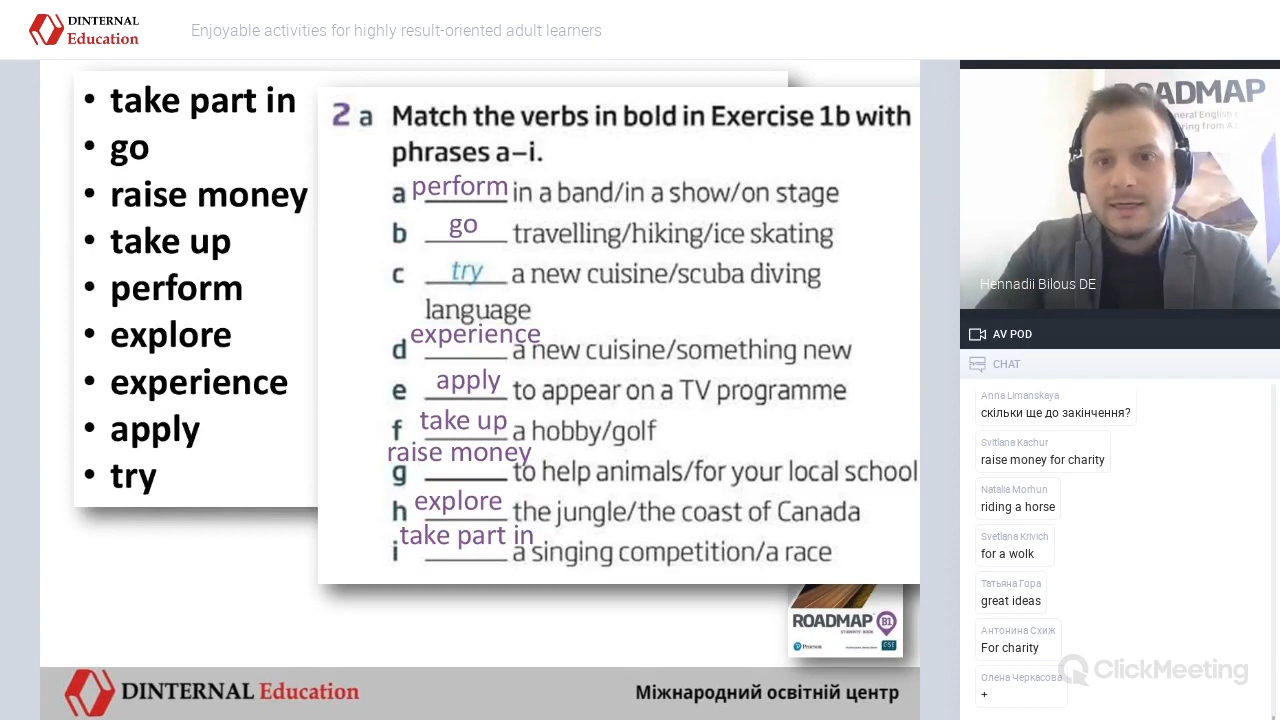 DINTERNAL
Education
Enjoyable activities for highly result-oriented adult learners
• take part in
• go
• raise money
• take up
• perform
• explore
• experience
• apply
• try
2 a Match the verbs in bold in Exercise 1b with
phrases a–i.
a perform in a band/in a show/on stage
b go travelling/hiking/ice skating
c try a new cuisine/scuba diving
language
d experience a new cuisine/something new
e apply to appear on a TV programme
f take up a hobby/golf
g raise money to help animals/for your local school
h explore the jungle/the coast of Canada
i take part in a singing competition/a race
ROADMAP B1
STUDENTS' BOOK
Pearson
GSE
DINTERNAL Education
Міжнародний освітній центр
ROADMAP
General English
Hennadii Bilous DE
AV POD
CHAT
Anna Limanskaya
скільки ще до закінчення?
Svitlana Kachur
raise money for charity
Natalia Morhun
riding a horse
Svetlana Krivich
for a wolk
Татьяна Гора
great ideas
Антонина Схиж
For charity
Олена Черкасова
+
ClickMeeting